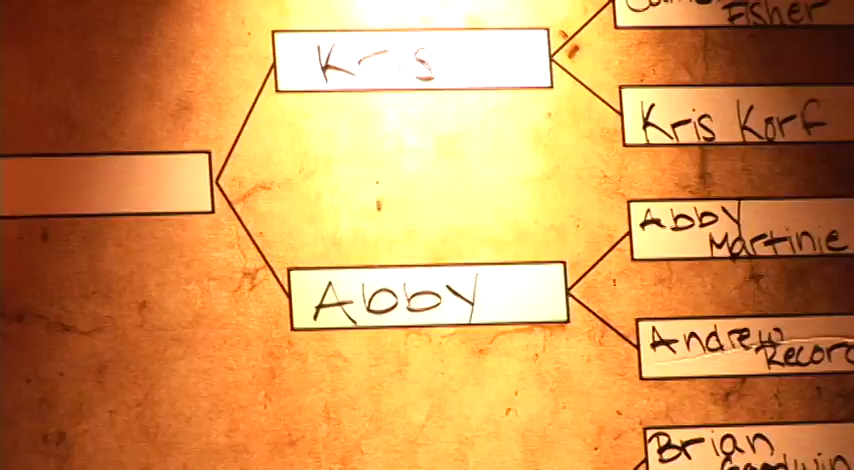 Fisher
Kris
Kris Korf
Abby
Martinie
Abby
Andrew
Record
Brian